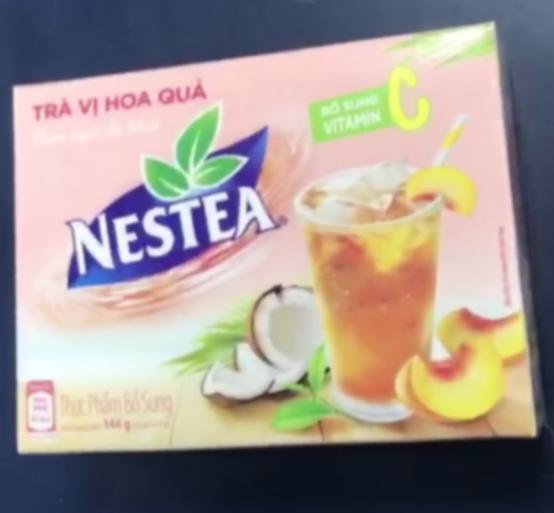 TRÀ VỊ HOA QUẢ
NESTEA
BỔ SUNG
VITAMIN C
Thực Phẩm Bổ Sung
144 g